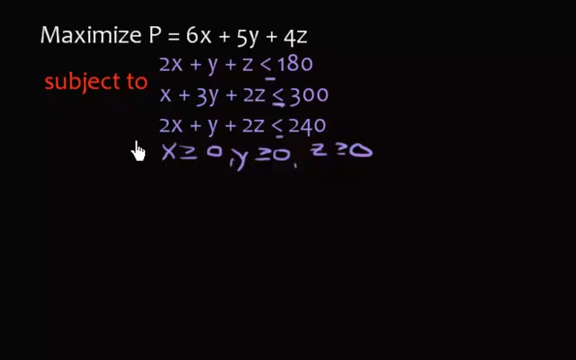 Maximize P = 6x + 5y + 4z
subject to
2x + y + z ≤ 180
x + 3y + 2z ≤ 300
2x + y + 2z ≤ 240
x ≥ 0, y ≥ 0, z ≥ 0